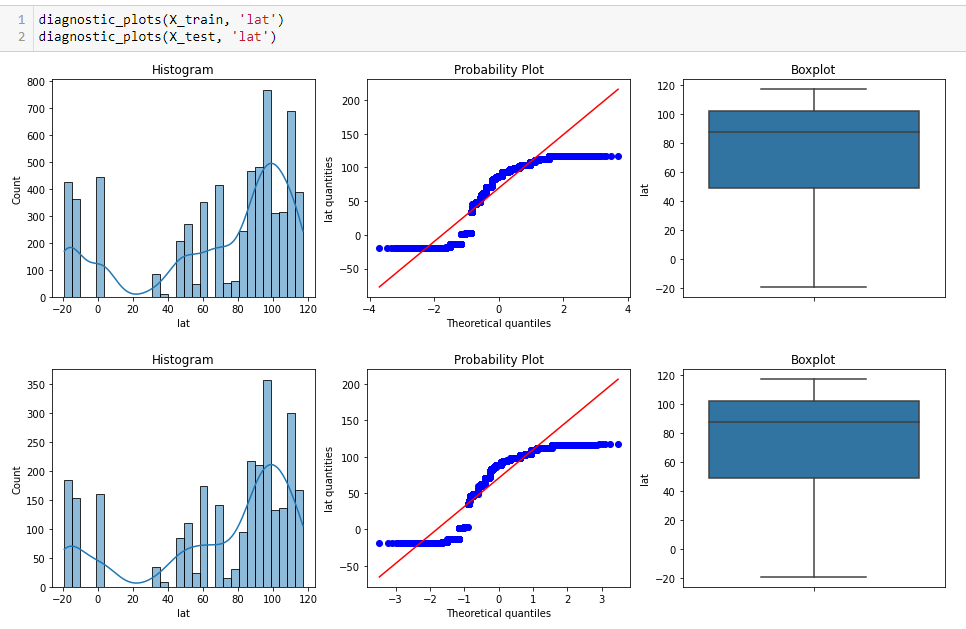 1 diagnostic_plots(X_train, 'lat')
2 diagnostic_plots(X_test, 'lat')
Histogram
Count
800
700
600
500
400
300
200
100
0
−20 0 20 40 60 80 100 120
lat
Probability Plot
lat quantities
200
150
100
50
0
−50
−4 −2 0 2 4
Theoretical quantiles
Boxplot
lat
120
100
80
60
40
20
0
−20
Histogram
Count
350
300
250
200
150
100
50
0
−20 0 20 40 60 80 100 120
lat
Probability Plot
lat quantities
200
150
100
50
0
−50
−3 −2 −1 0 1 2 3
Theoretical quantiles
Boxplot
lat
120
100
80
60
40
20
0
−20